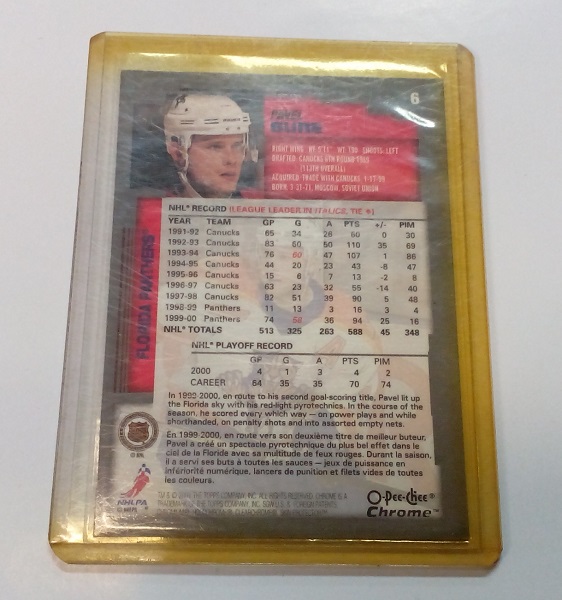 6
PAVEL
BURE
RIGHT WING HT: 5'11" WT: 190 SHOOTS: LEFT
DRAFTED: CANUCKS 6TH ROUND 1989
(113TH OVERALL)
ACQUIRED: TRADE WITH CANUCKS, 1-17-99
BORN: 3-31-71, MOSCOW, SOVIET UNION
FLORIDA PANTHERS®
NHL® RECORD (LEAGUE LEADER IN ITALICS, TIE ♦)
YEAR TEAM GP G A PTS +/- PIM
1991-92 Canucks 65 34 26 60 0 30
1992-93 Canucks 83 60 50 110 35 69
1993-94 Canucks 76 60 47 107 1 86
1994-95 Canucks 44 20 23 43 -8 47
1995-96 Canucks 15 6 7 13 -2 8
1996-97 Canucks 63 23 32 55 -14 40
1997-98 Canucks 82 51 39 90 5 48
1998-99 Panthers 11 13 3 16 3 4
1999-00 Panthers 74 58 36 94 25 16
NHL® TOTALS 513 325 263 588 45 348
NHL® PLAYOFF RECORD
GP G A PTS PIM
2000 4 1 3 4 2
CAREER 64 35 35 70 74
In 1999-2000, en route to his second goal-scoring title, Pavel lit up
the Florida sky with his red-light pyrotechnics. In the course of the
season, he scored every which way — on power plays and while
shorthanded, on penalty shots and into assorted empty nets.
En 1999-2000, en route vers son deuxième titre de meilleur buteur,
Pavel a créé un spectacle pyrotechnique du plus bel effet dans le
ciel de la Floride avec sa multitude de feux rouges. Durant la saison,
il a servi ses buts à toutes les sauces — jeux de puissance en
infériorité numérique, lancers de punition et filets vides de toutes
les couleurs.
NHL
NHLPA
O-Pee-Chee®
Chrome™